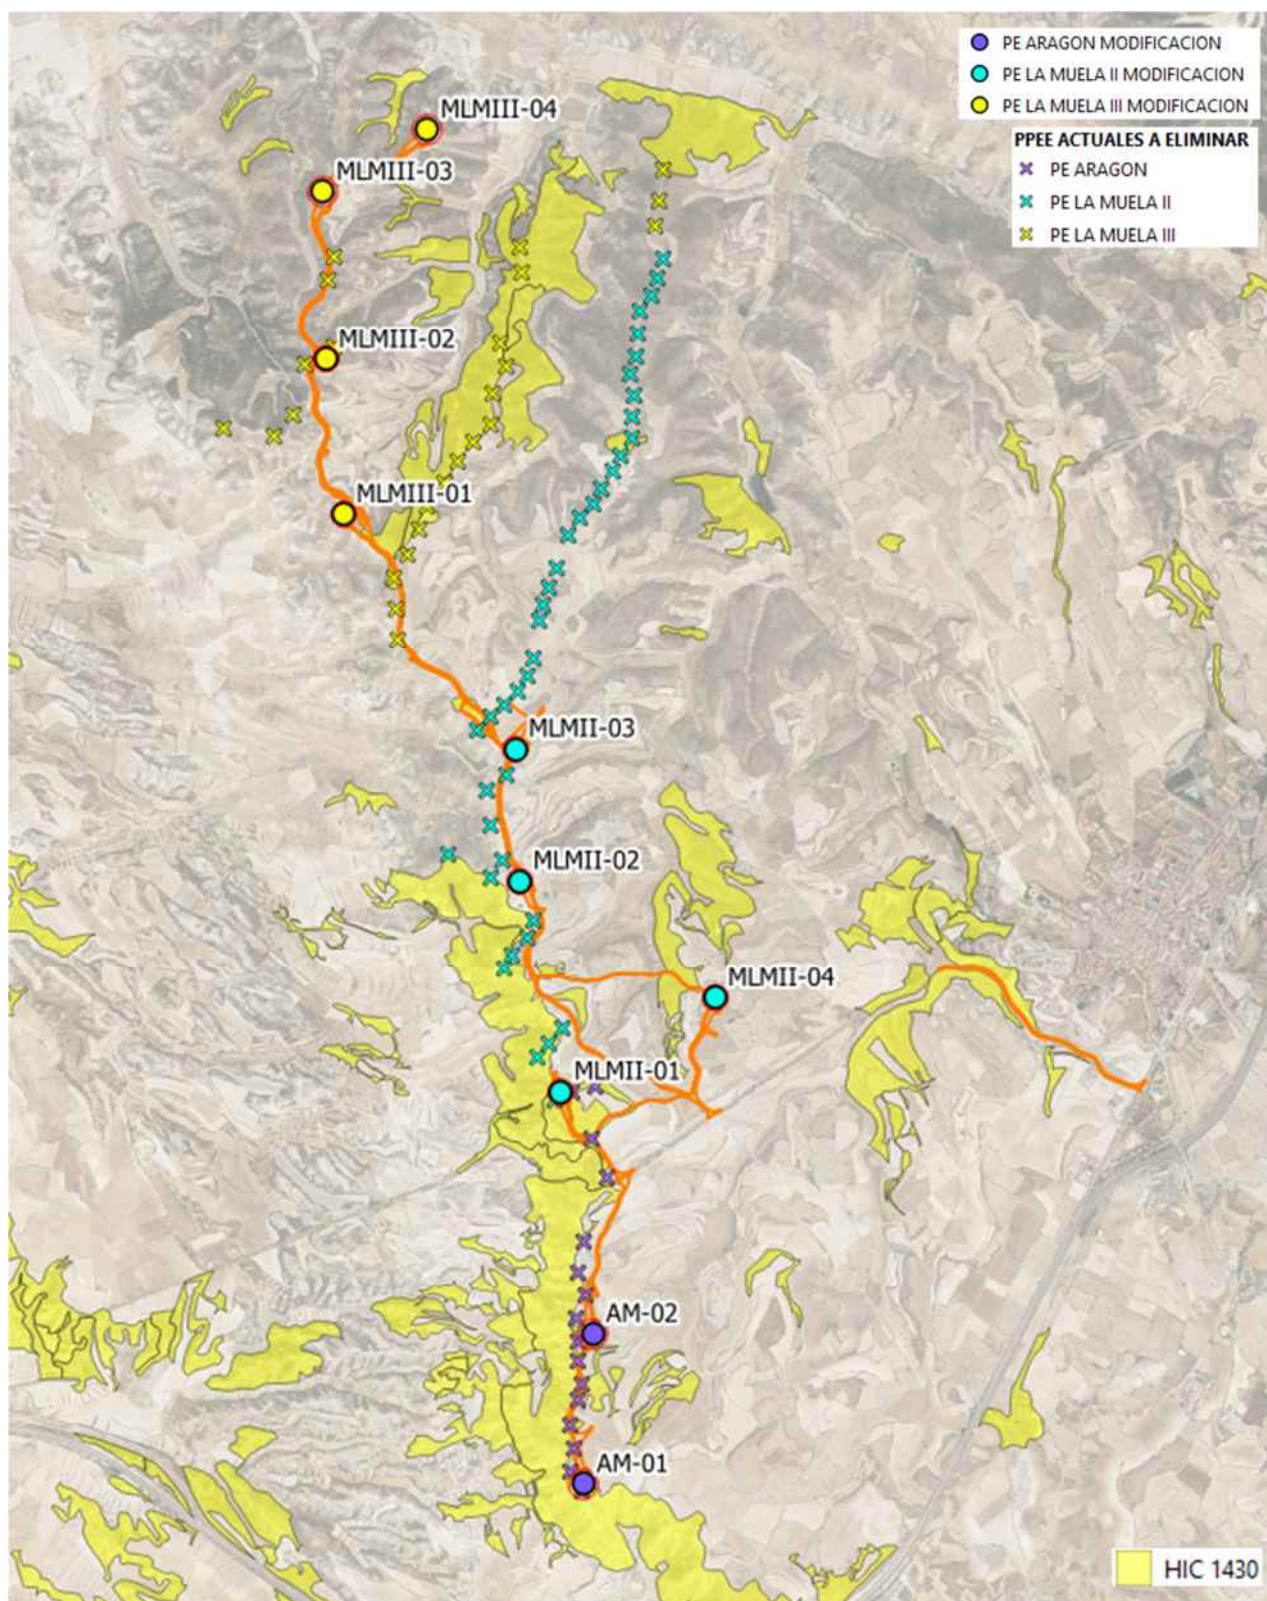 PE ARAGON MODIFICACION
PE LA MUELA II MODIFICACION
PE LA MUELA III MODIFICACION
PPEE ACTUALES A ELIMINAR
PE ARAGON
PE LA MUELA II
PE LA MUELA III
MLMIII-04
MLMIII-03
MLMIII-02
MLMIII-01
MLMII-03
MLMII-02
MLMII-04
MLMII-01
AM-02
AM-01
HIC 1430